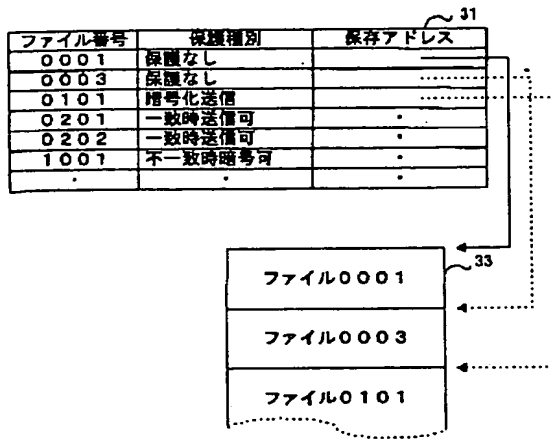 31
ファイル番号 保護種別 保存アドレス
0001 保護なし
0003 保護なし
0101 暗号化送信
0201 一致時送信可 ・
0202 一致時送信可 ・
1001 不一致時暗号可 ・
・ ・ ・
33
ファイル0001
ファイル0003
ファイル0101